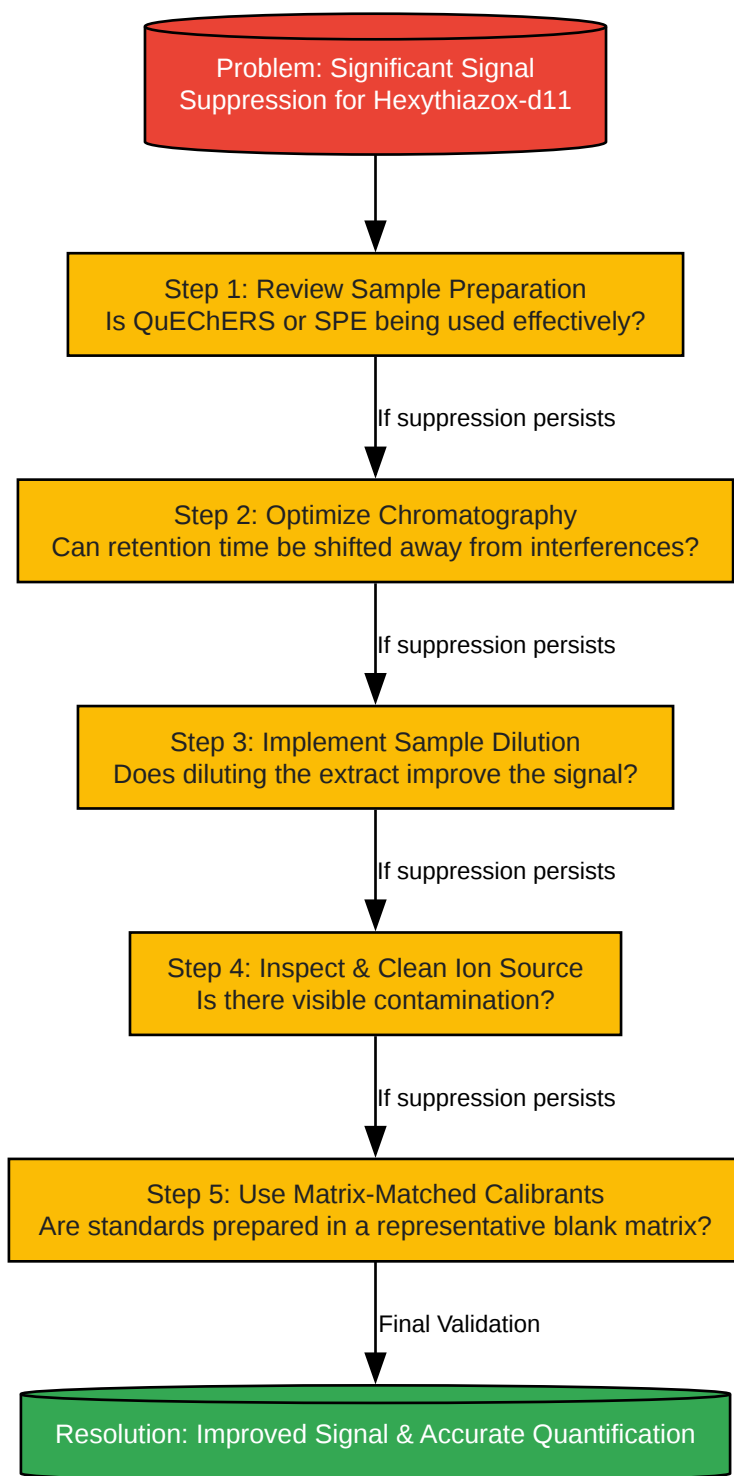 Problem: Significant Signal
Suppression for Hexythiazox-d11
Step 1: Review Sample Preparation
Is QuEChERS or SPE being used effectively?
If suppression persists
Step 2: Optimize Chromatography
Can retention time be shifted away from interferences?
If suppression persists
Step 3: Implement Sample Dilution
Does diluting the extract improve the signal?
If suppression persists
Step 4: Inspect & Clean Ion Source
Is there visible contamination?
If suppression persists
Step 5: Use Matrix-Matched Calibrants
Are standards prepared in a representative blank matrix?
Final Validation
Resolution: Improved Signal & Accurate Quantification